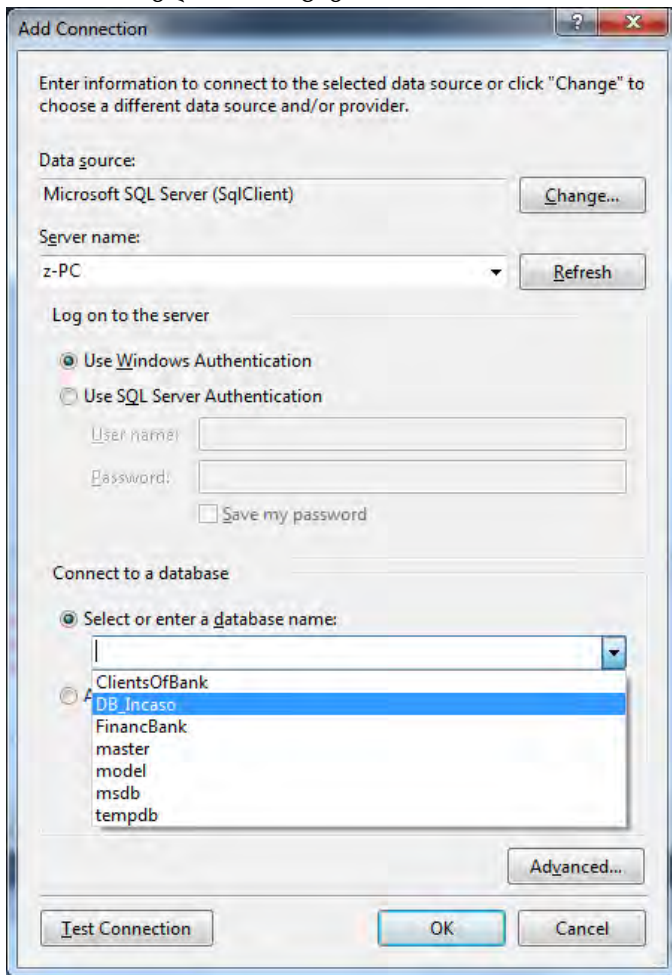 Add Connection
?
Enter information to connect to the selected data source or click "Change" to
choose a different data source and/or provider.
Data source:
Microsoft SQL Server (SqlClient)
Change...
Server name:
z-PC
Refresh
Log on to the server
Use Windows Authentication
Use SQL Server Authentication
User name:
Password:
Save my password
Connect to a database
Select or enter a database name:
ClientsOfBank
DB_Incaso
FinancBank
master
model
msdb
tempdb
Advanced...
Test Connection
OK
Cancel